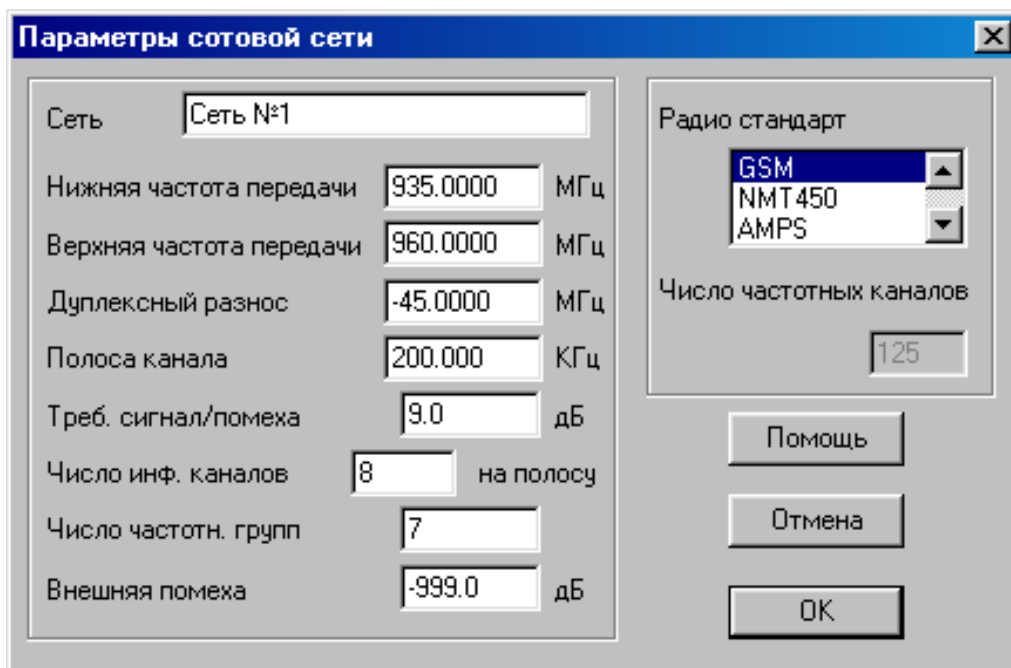 Параметры сотовой сети
Сеть Сеть №1
Нижняя частота передачи 935.0000 МГц
Верхняя частота передачи 960.0000 МГц
Дуплексный разнос -45.0000 МГц
Полоса канала 200.000 КГц
Треб. сигнал/помеха 9.0 дБ
Число инф. каналов 8 на полосу
Число частотн. групп 7
Внешняя помеха -999.0 дБ
Радио стандарт
GSM
NMT450
AMPS
Число частотных каналов
125
Помощь
Отмена
OK